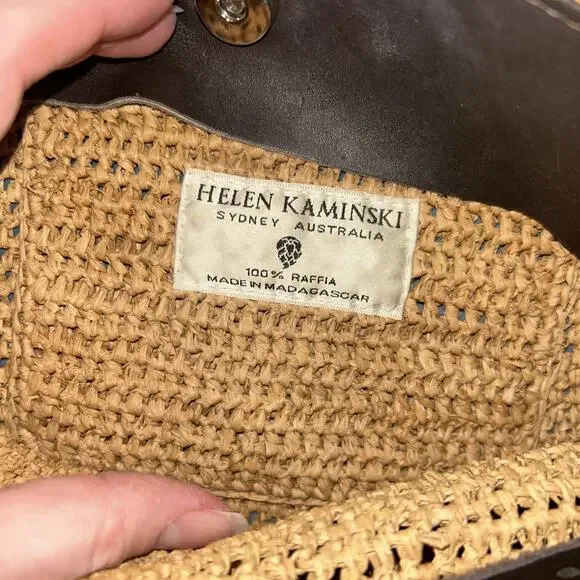 HELEN KAMINSKI
SYDNEY AUSTRALIA
100% RAFFIA
MADE IN MADAGASCAR